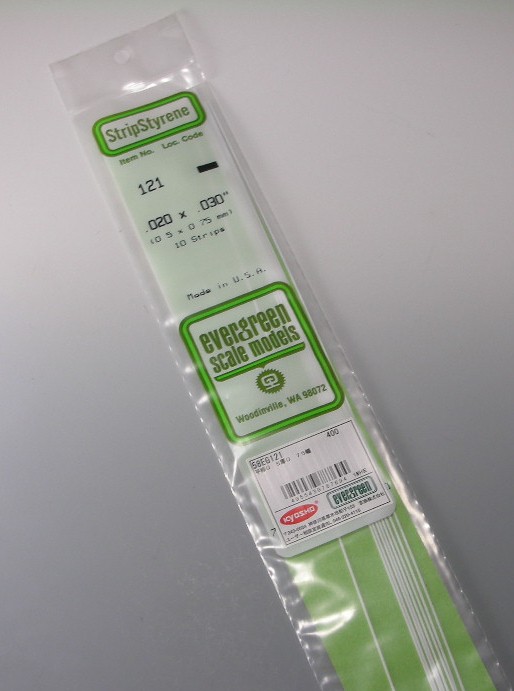 StripStyrene
Item No. Loc. Code
121
.020 x .030"
(0.5 x 0.75 mm)
10 Strips
Made in U.S.A.
evergreen
scale models
Woodinville, WA 98072
58EG121 400
KYOSHO evergreen